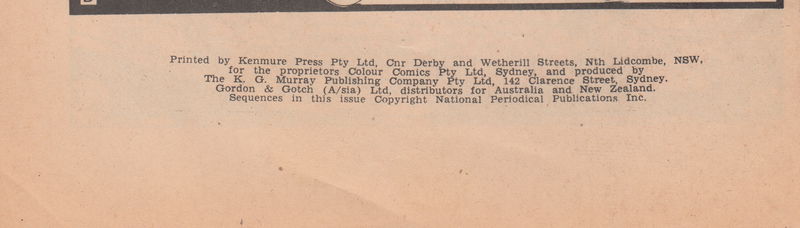 Printed by Kenmure Press Pty Ltd, Cnr Derby and Wetherill Streets, Nth Lidcombe, NSW,
for the proprietors Colour Comics Pty Ltd, Sydney, and produced by
The K. G. Murray Publishing Company Pty Ltd, 142 Clarence Street, Sydney.
Gordon & Gotch (A/sia) Ltd, distributors for Australia and New Zealand.
Sequences in this issue Copyright National Periodical Publications Inc.